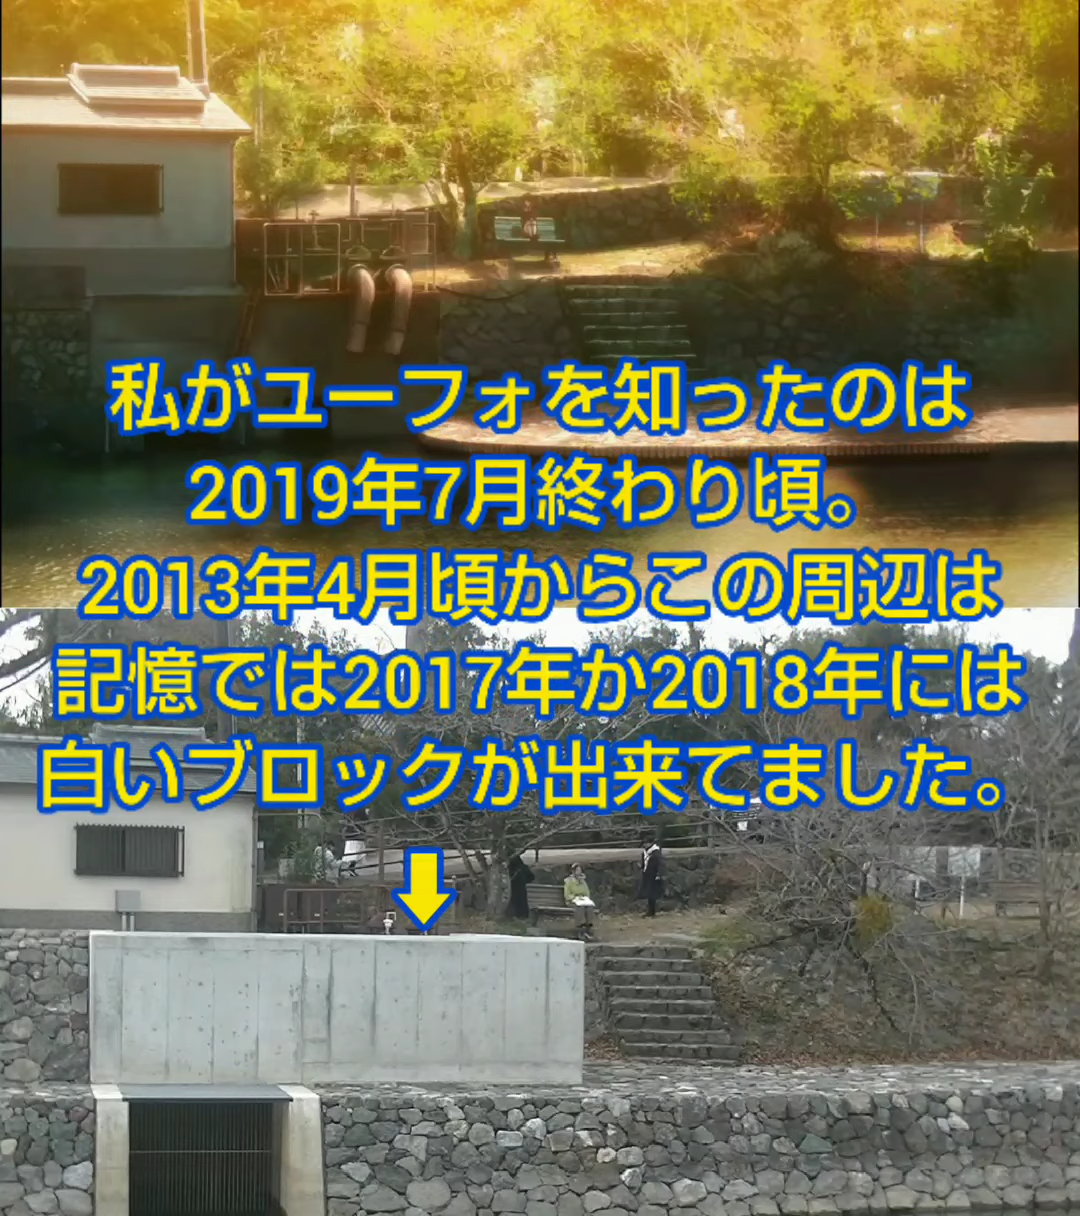 私がユーフォを知ったのは
2019年7月終わり頃。
2013年4月頃からこの周辺は
記憶では2017年か2018年には
白いブロックが出来てました。